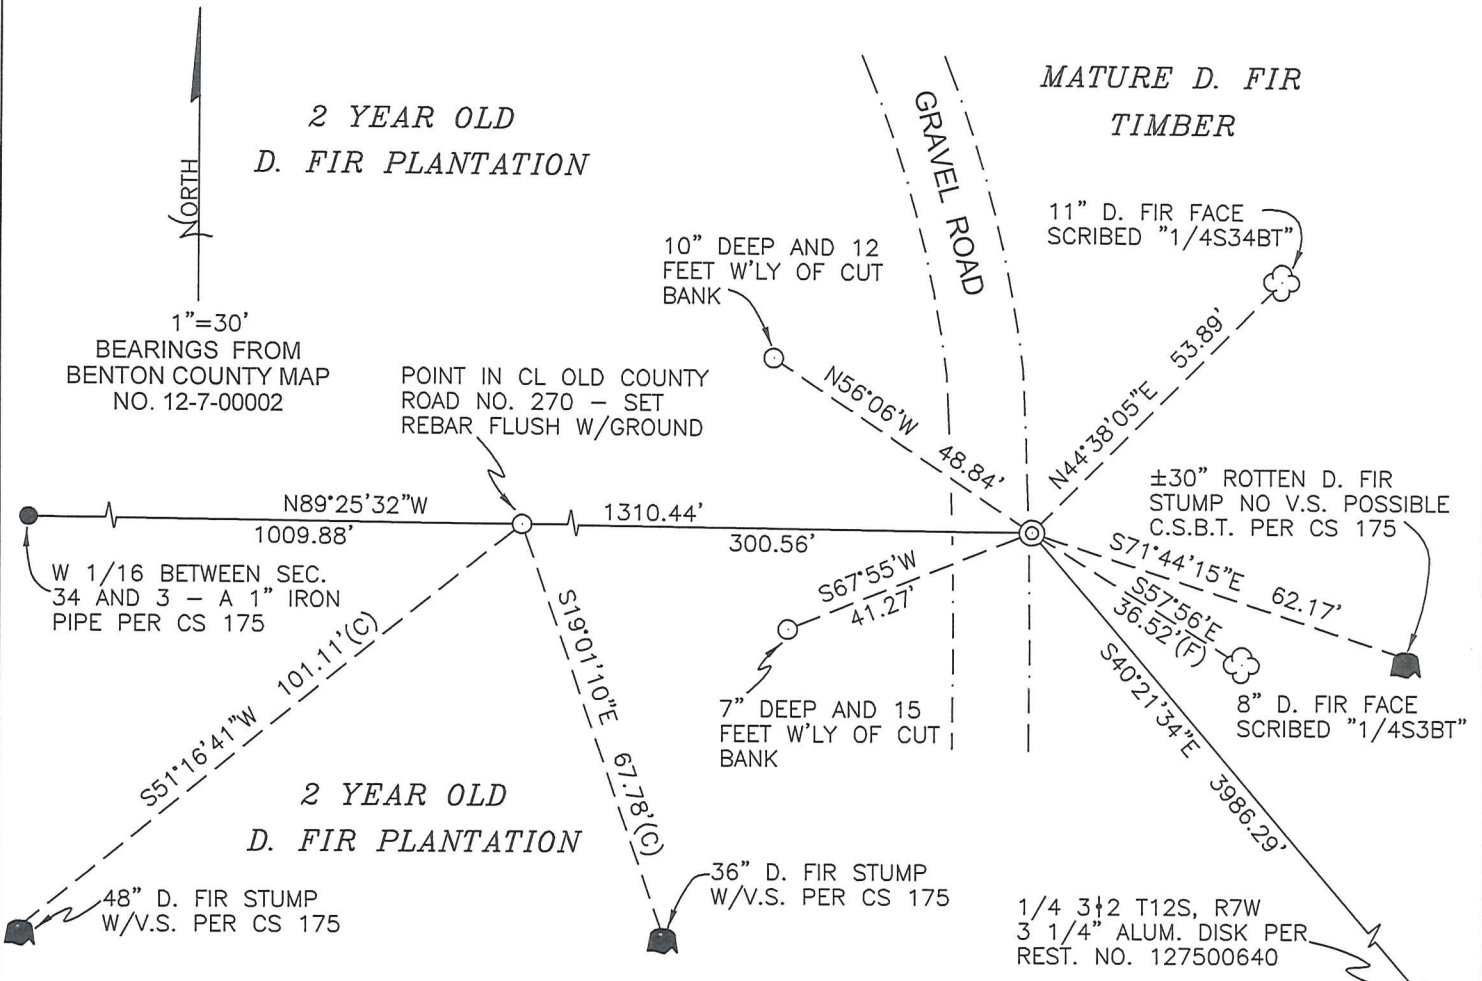 2 YEAR OLD
D. FIR PLANTATION
MATURE D. FIR
TIMBER
NORTH
GRAVEL ROAD
1"=30'
BEARINGS FROM
BENTON COUNTY MAP
NO. 12-7-00002
10" DEEP AND 12
FEET W'LY OF CUT
BANK
11" D. FIR FACE
SCRIBED "1/4S34BT"
POINT IN CL OLD COUNTY
ROAD NO. 270 – SET
REBAR FLUSH W/GROUND
N56°06'W 48.84'
N44°38'05"E 53.89'
±30" ROTTEN D. FIR
STUMP NO V.S. POSSIBLE
C.S.B.T. PER CS 175
N89°25'32"W
1009.88'
1310.44'
300.56'
W 1/16 BETWEEN SEC.
34 AND 3 – A 1" IRON
PIPE PER CS 175
S67°55'W
41.27'
S71°44'15"E 62.17'
S57°56'E
36.52'(F)
S40°21'34"E 3986.29'
8" D. FIR FACE
SCRIBED "1/4S3BT"
7" DEEP AND 15
FEET W'LY OF CUT
BANK
S51°16'41"W 101.11'(C)
S19°01'10"E 67.78'(C)
2 YEAR OLD
D. FIR PLANTATION
48" D. FIR STUMP
W/V.S. PER CS 175
36" D. FIR STUMP
W/V.S. PER CS 175
1/4 3|2 T12S, R7W
3 1/4" ALUM. DISK PER
REST. NO. 127500640